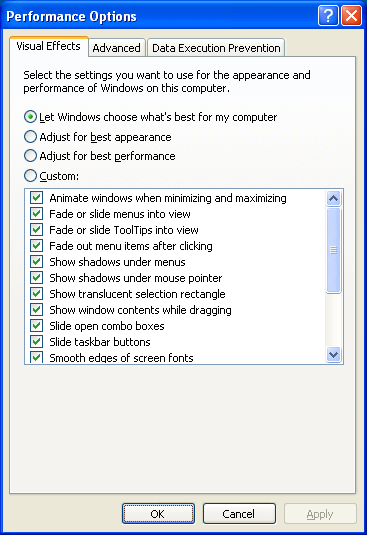 Performance Options
Visual Effects Advanced Data Execution Prevention
Select the settings you want to use for the appearance and
performance of Windows on this computer.
Let Windows choose what's best for my computer
Adjust for best appearance
Adjust for best performance
Custom:
Animate windows when minimizing and maximizing
Fade or slide menus into view
Fade or slide ToolTips into view
Fade out menu items after clicking
Show shadows under menus
Show shadows under mouse pointer
Show translucent selection rectangle
Show window contents while dragging
Slide open combo boxes
Slide taskbar buttons
Smooth edges of screen fonts
OK Cancel Apply